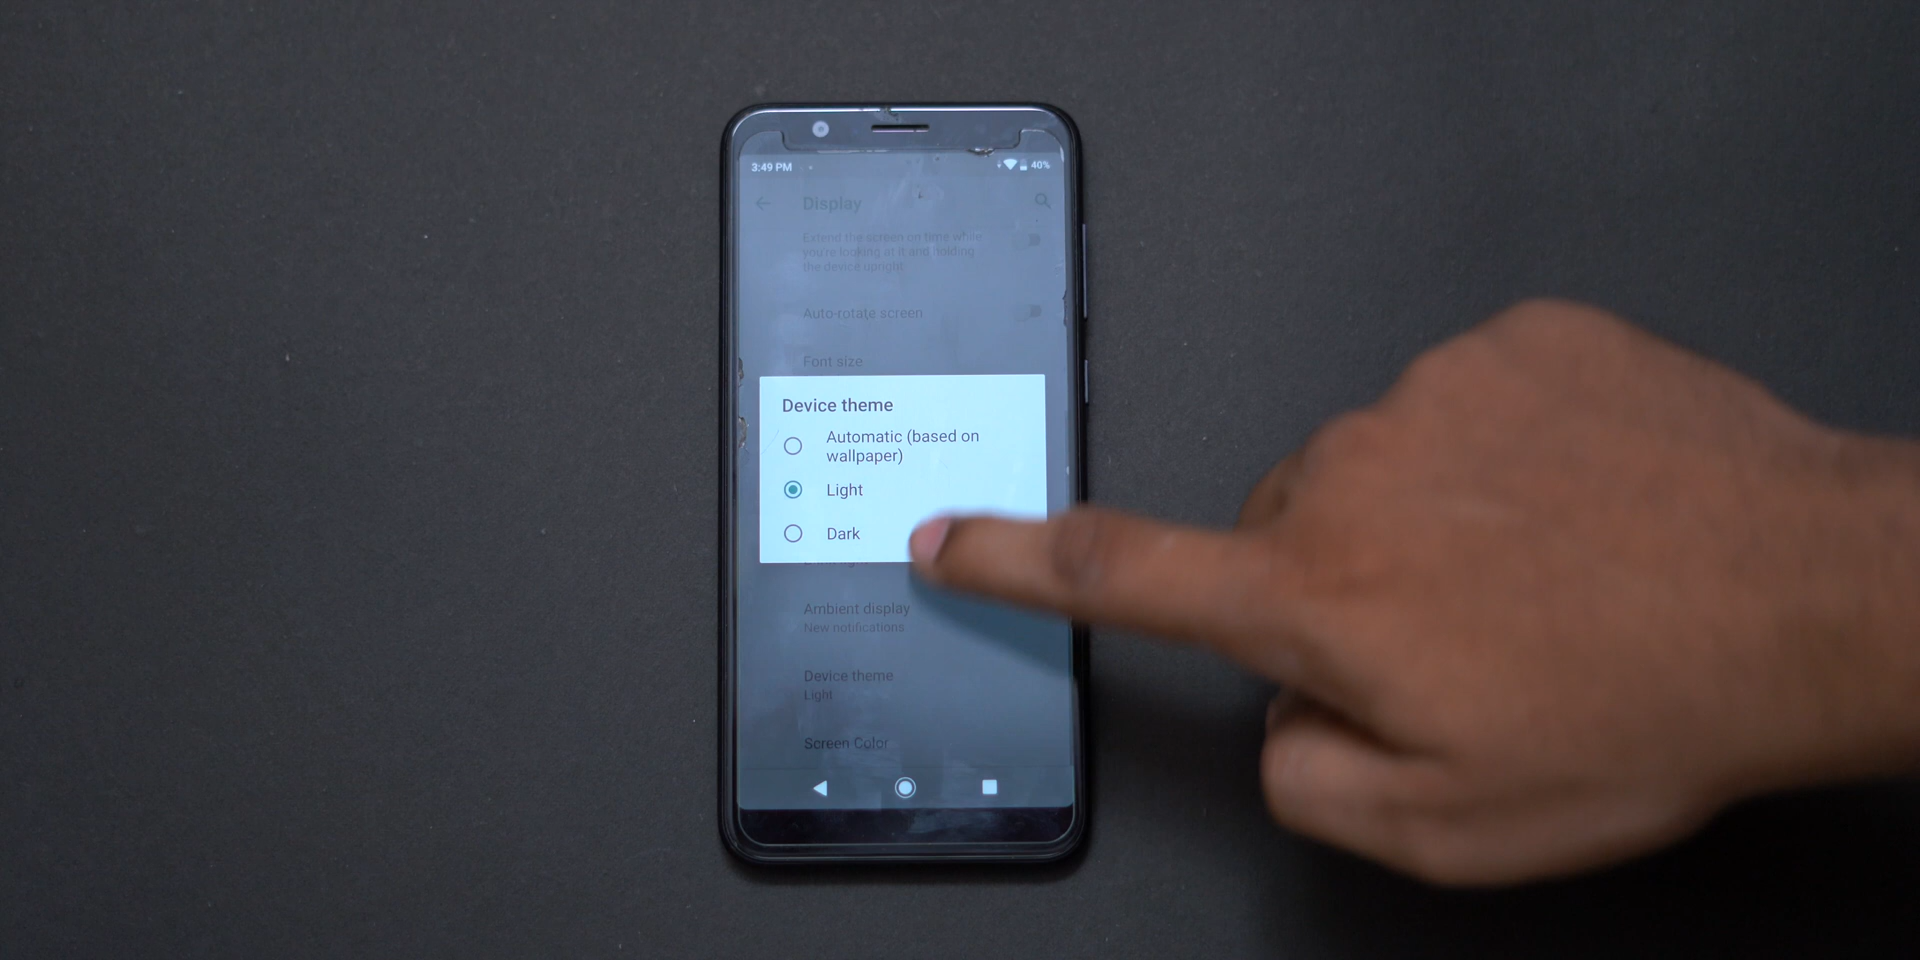 3:49 PM
40%
Display
Extend the screen on time while
you're looking at it and holding
the device upright
Auto-rotate screen
Font size
Device theme
Automatic (based on
wallpaper)
Light
Dark
Ambient display
New notifications
Device theme
Light
Screen Color